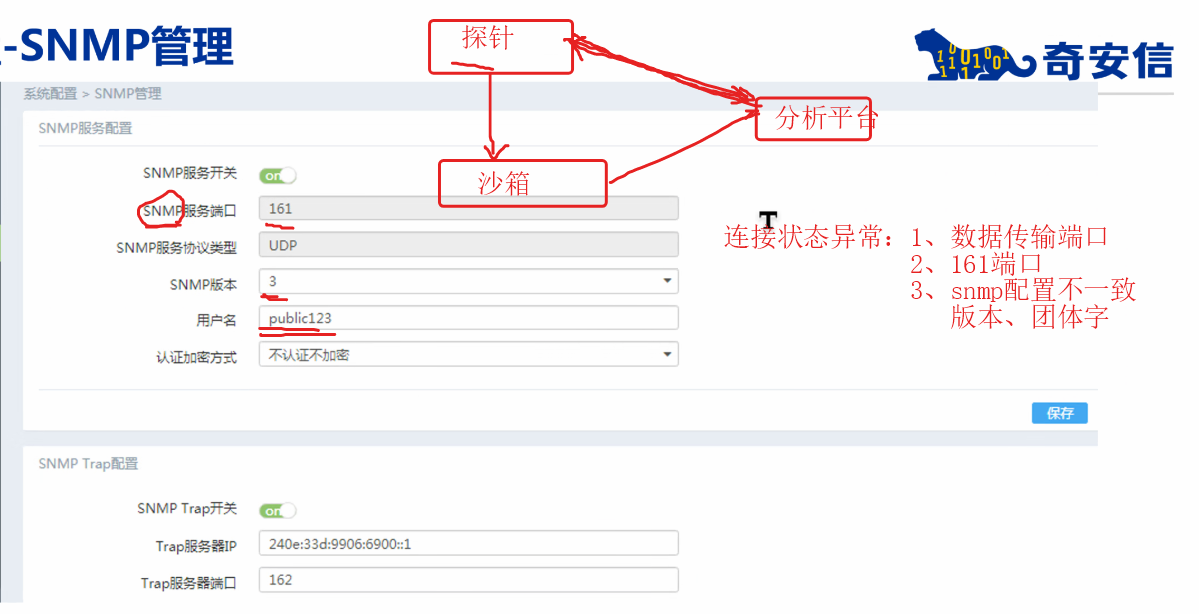 -SNMP管理
探针
奇安信
系统配置 > SNMP管理
分析平台
SNMP服务配置
SNMP服务开关
on
沙箱
SNMP服务端口
161
SNMP服务协议类型
UDP
连接状态异常：1、数据传输端口
2、161端口
3、snmp配置不一致
版本、团体字
SNMP版本
3
用户名
public123
认证加密方式
不认证不加密
保存
SNMP Trap配置
SNMP Trap开关
on
Trap服务器IP
240e:33d:9906:6900::1
Trap服务器端口
162